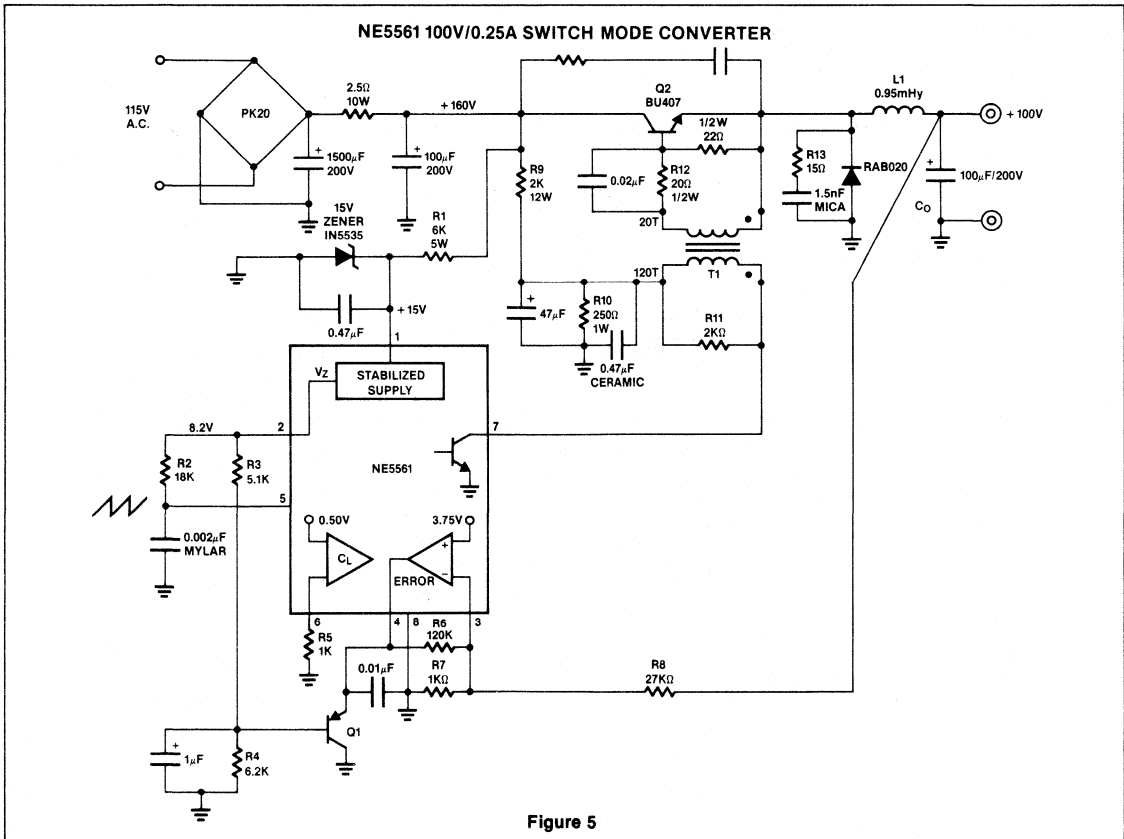 NE5561 100V/0.25A SWITCH MODE CONVERTER
115V
A.C.
PK20
2.5Ω
10W
+160V
+
1500μF
200V
+
100μF
200V
Q2
BU407
1/2W
22Ω
L1
0.95mHy
+ 100V
R9
2K
12W
0.02μF
R12
20Ω
1/2W
R13
15Ω
1.5nF
MICA
RAB020
+
100μF/200V
CO
15V
ZENER
IN5535
R1
6K
5W
20T
T1
120T
0.47μF
+15V
+
47μF
R10
250Ω
1W
0.47μF
CERAMIC
R11
2KΩ
1
VZ
STABILIZED
SUPPLY
8.2V
2
7
R2
18K
R3
5.1K
NE5561
5
0.002μF
MYLAR
0.50V
3.75V
CL
+
−
ERROR
6
4
8
3
R5
1K
R6
120K
0.01μF
R7
1KΩ
R8
27KΩ
Q1
+
1μF
R4
6.2K
Figure 5